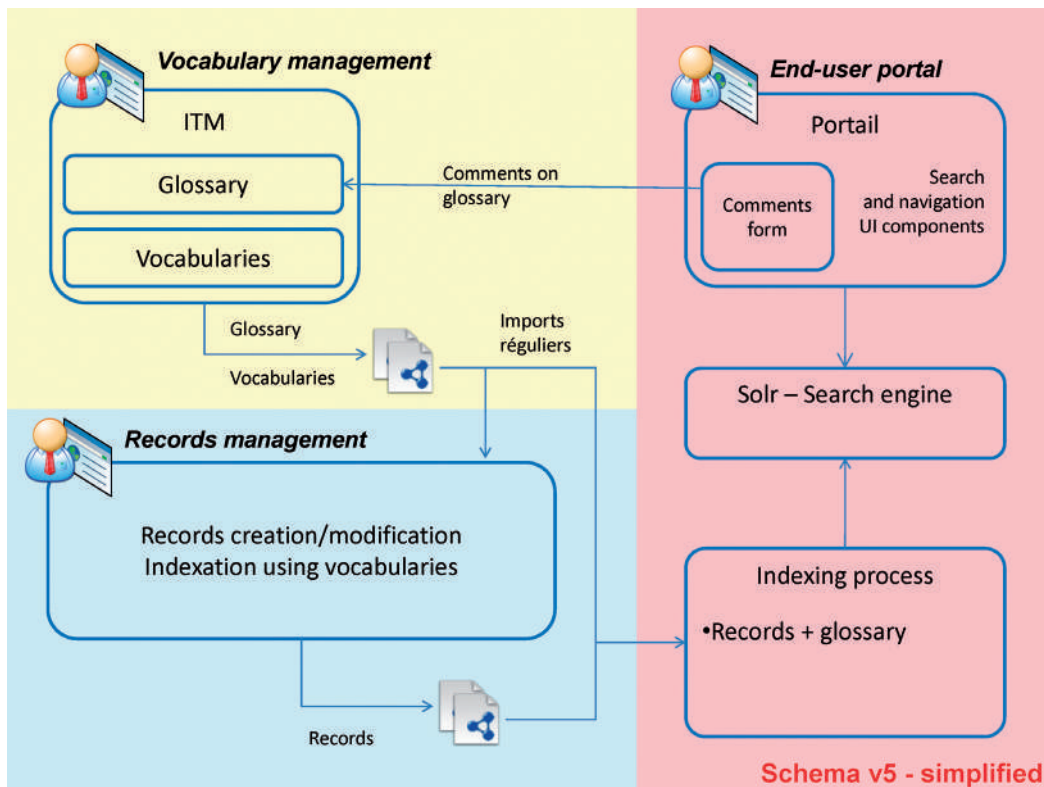 Vocabulary management
ITM
Glossary
Vocabularies
Comments on
glossary
Glossary
Vocabularies
Imports
réguliers
End-user portal
Portail
Comments
form
Search
and navigation
UI components
Solr – Search engine
Records management
Records creation/modification
Indexation using vocabularies
Records
Indexing process
•Records + glossary
Schema v5 - simplified